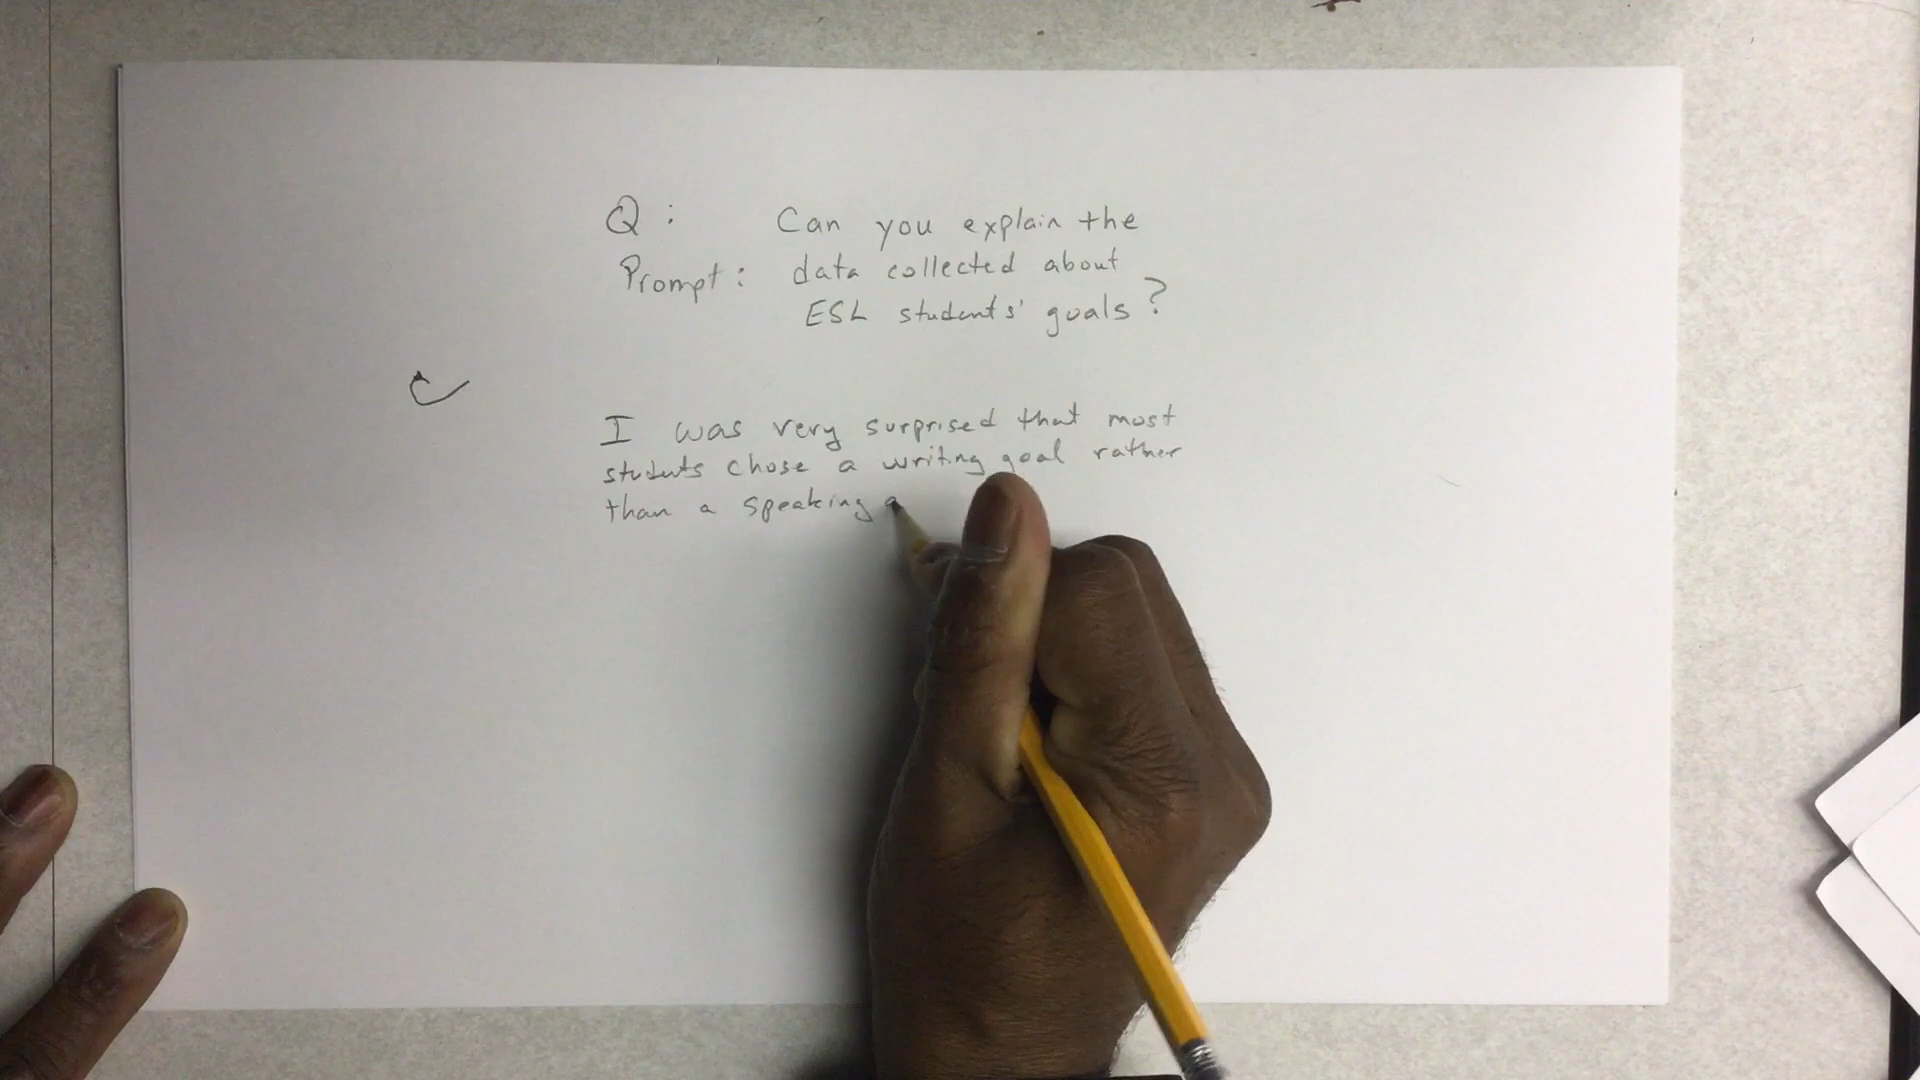 Q: Can you explain the
Prompt: data collected about
ESL students' goals?
I was very surprised that most
students chose a writing goal rather
than a speaking